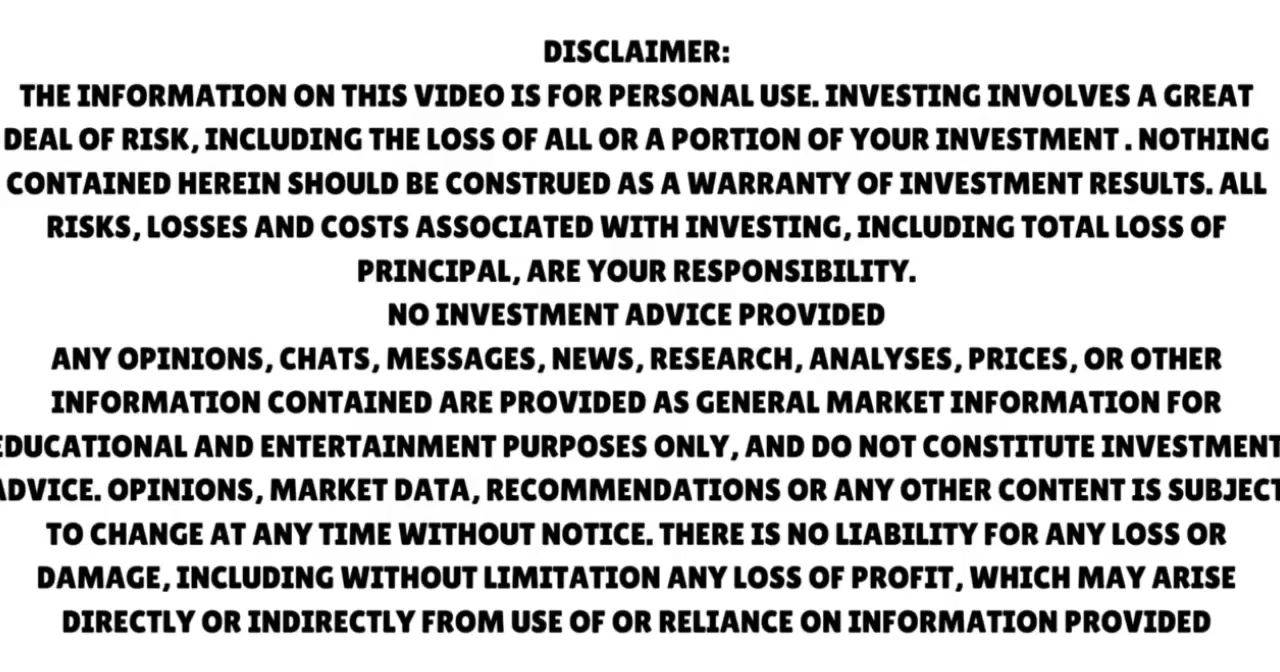 DISCLAIMER:
THE INFORMATION ON THIS VIDEO IS FOR PERSONAL USE. INVESTING INVOLVES A GREAT
DEAL OF RISK, INCLUDING THE LOSS OF ALL OR A PORTION OF YOUR INVESTMENT . NOTHING
CONTAINED HEREIN SHOULD BE CONSTRUED AS A WARRANTY OF INVESTMENT RESULTS. ALL
RISKS, LOSSES AND COSTS ASSOCIATED WITH INVESTING, INCLUDING TOTAL LOSS OF
PRINCIPAL, ARE YOUR RESPONSIBILITY.
NO INVESTMENT ADVICE PROVIDED
ANY OPINIONS, CHATS, MESSAGES, NEWS, RESEARCH, ANALYSES, PRICES, OR OTHER
INFORMATION CONTAINED ARE PROVIDED AS GENERAL MARKET INFORMATION FOR
EDUCATIONAL AND ENTERTAINMENT PURPOSES ONLY, AND DO NOT CONSTITUTE INVESTMENT
ADVICE. OPINIONS, MARKET DATA, RECOMMENDATIONS OR ANY OTHER CONTENT IS SUBJECT
TO CHANGE AT ANY TIME WITHOUT NOTICE. THERE IS NO LIABILITY FOR ANY LOSS OR
DAMAGE, INCLUDING WITHOUT LIMITATION ANY LOSS OF PROFIT, WHICH MAY ARISE
DIRECTLY OR INDIRECTLY FROM USE OF OR RELIANCE ON INFORMATION PROVIDED